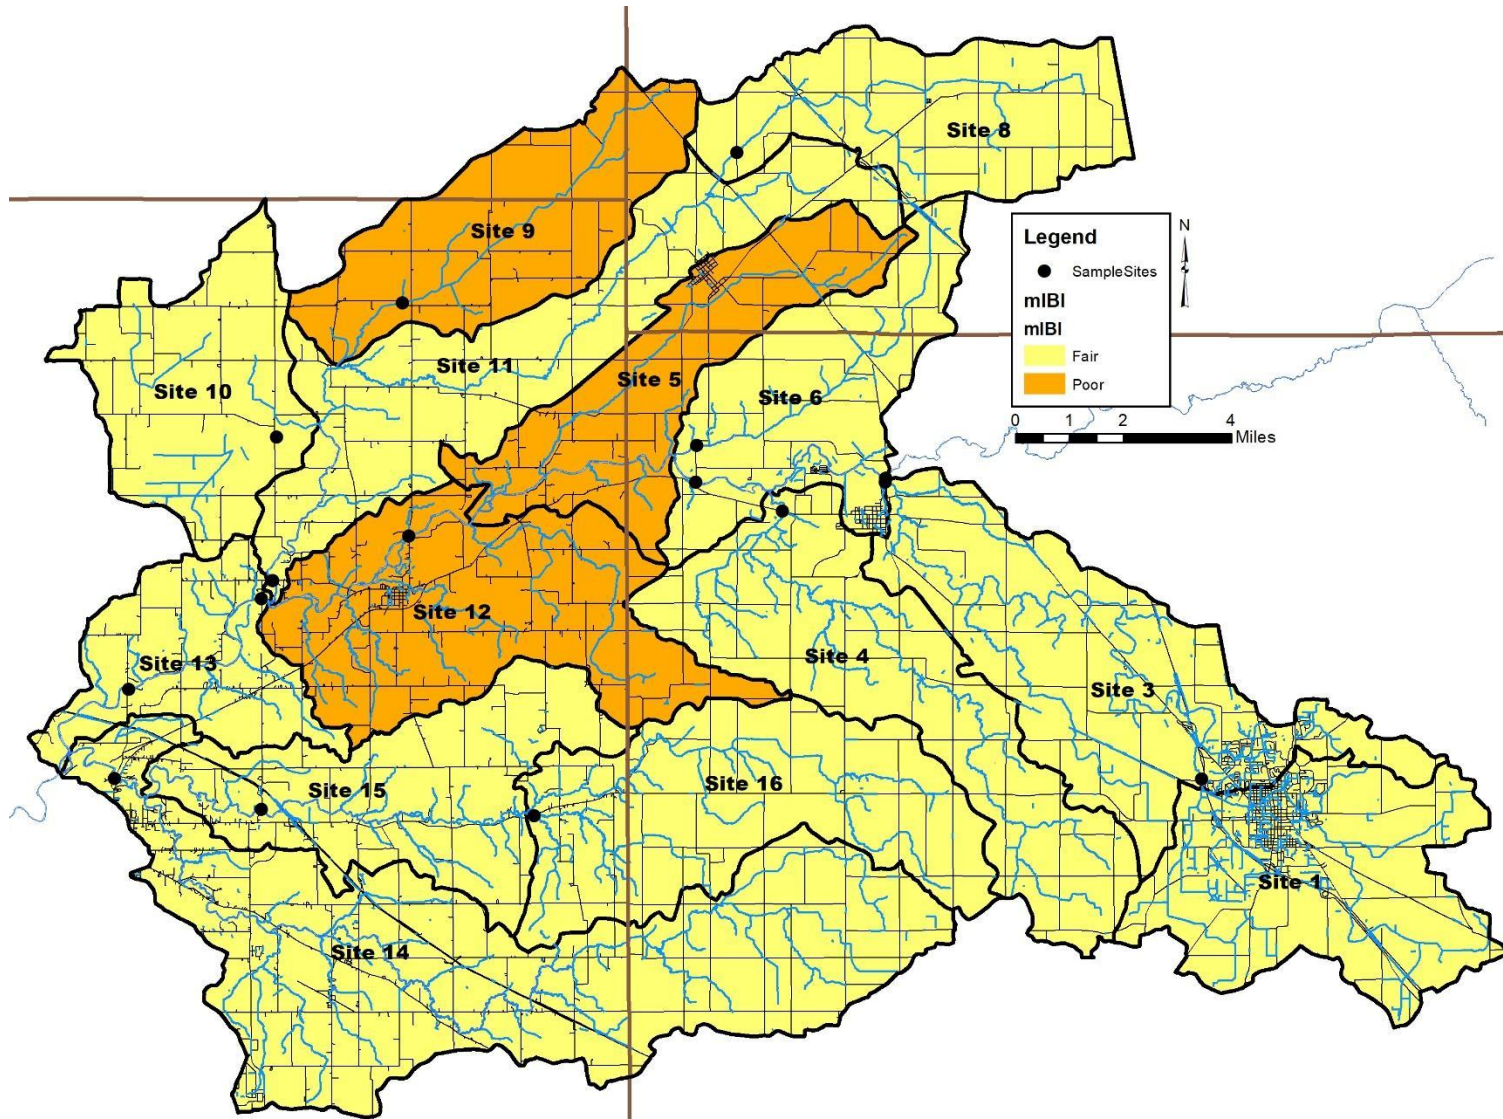 Site 8
Site 9
Legend
N
SampleSites
mIBI
mIBI
Fair
Poor
Site 11
Site 5
Site 10
Site 6
0 1 2 4
Miles
Site 12
Site 4
Site 13
Site 3
Site 15
Site 16
Site 1
Site 14